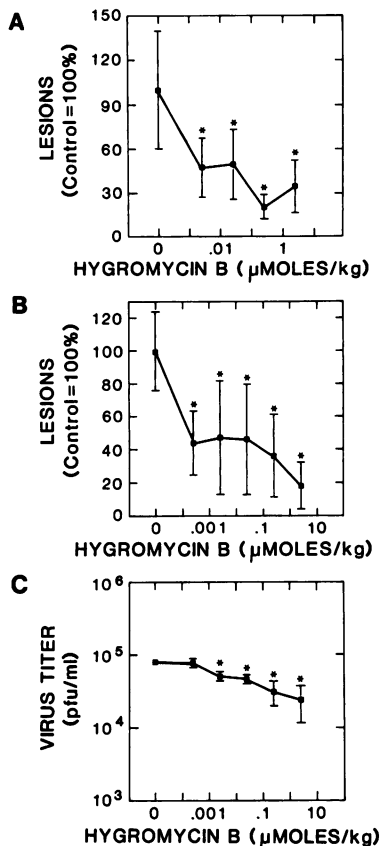 A
LESIONS
(Control=100%)
150
120
90
60
30
0
0 .01 1
HYGROMYCIN B (μMOLES/kg)
* * * *
B
LESIONS
(Control=100%)
120
100
80
60
40
20
0
0 .001 .1 10
HYGROMYCIN B (μMOLES/kg)
* * * * *
C
VIRUS TITER
(pfu/ml)
10⁶
10⁵
10⁴
10³
0 .001 .1 10
HYGROMYCIN B (μMOLES/kg)
* * * *